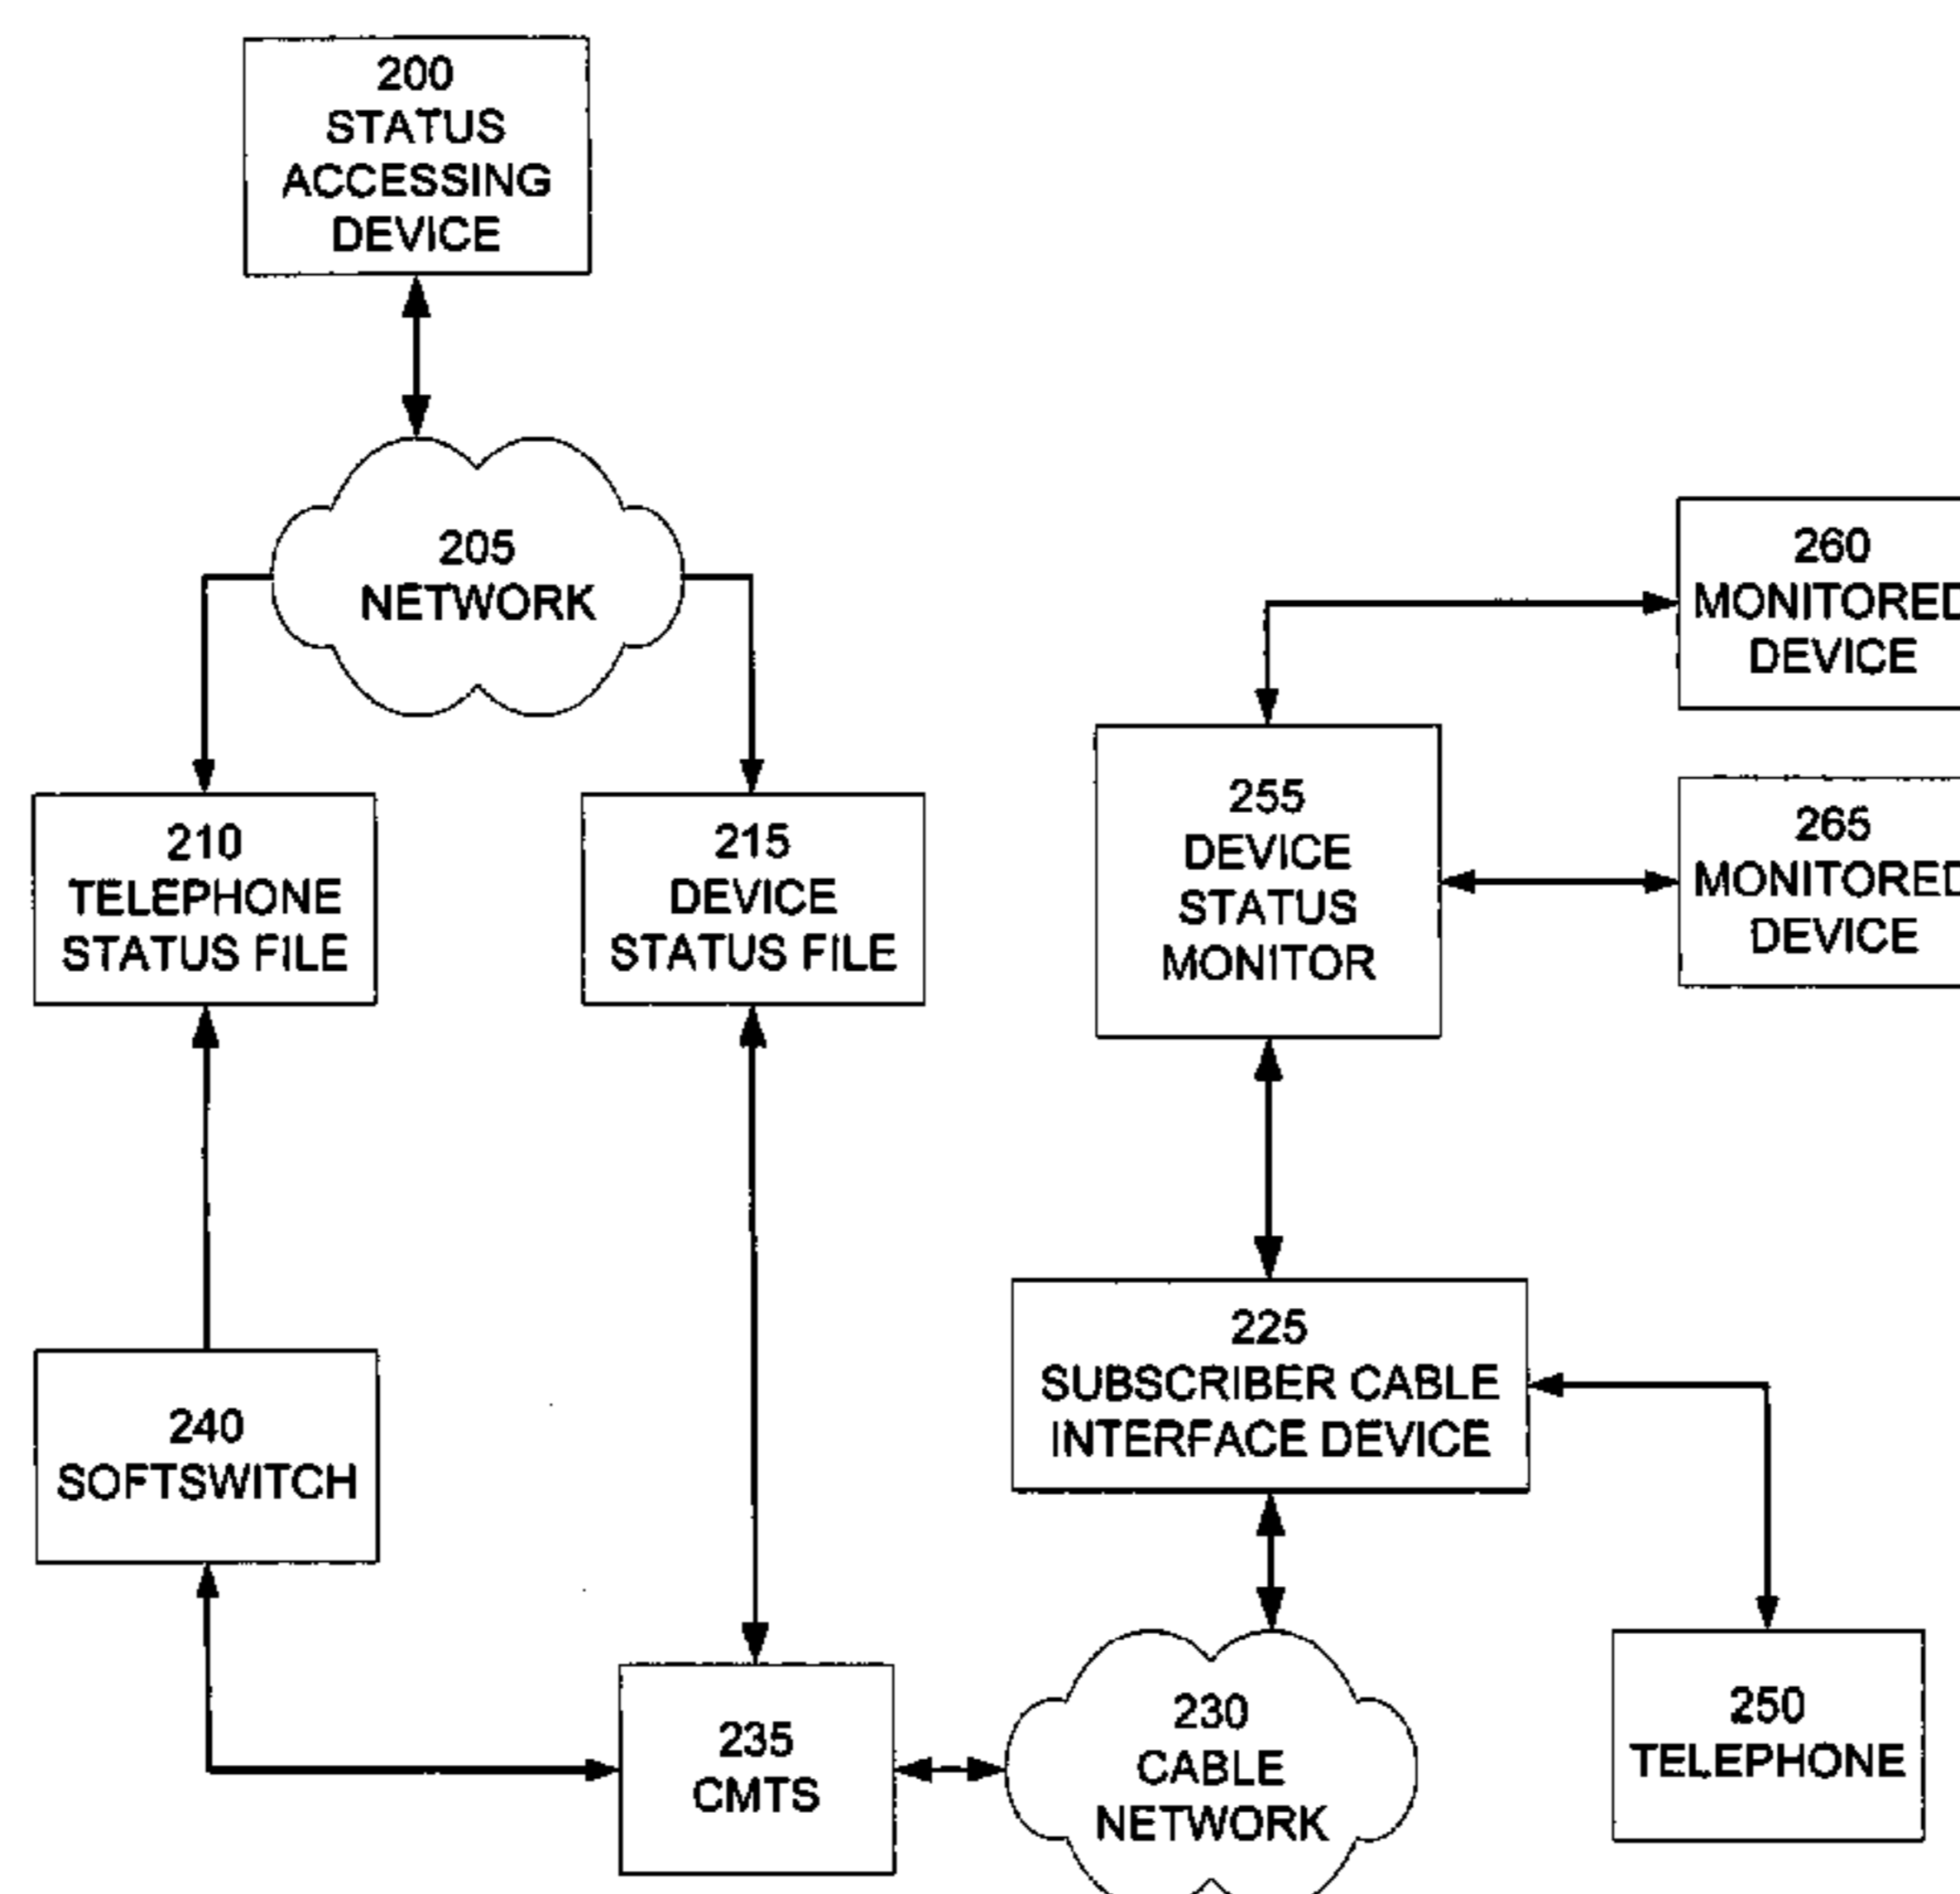 200
STATUS
ACCESSING
DEVICE
205
NETWORK
260
MONITORED
DEVICE
210
TELEPHONE
STATUS FILE
215
DEVICE
STATUS FILE
255
DEVICE
STATUS
MONITOR
265
MONITORED
DEVICE
240
SOFTSWITCH
225
SUBSCRIBER CABLE
INTERFACE DEVICE
235
CMTS
230
CABLE
NETWORK
250
TELEPHONE